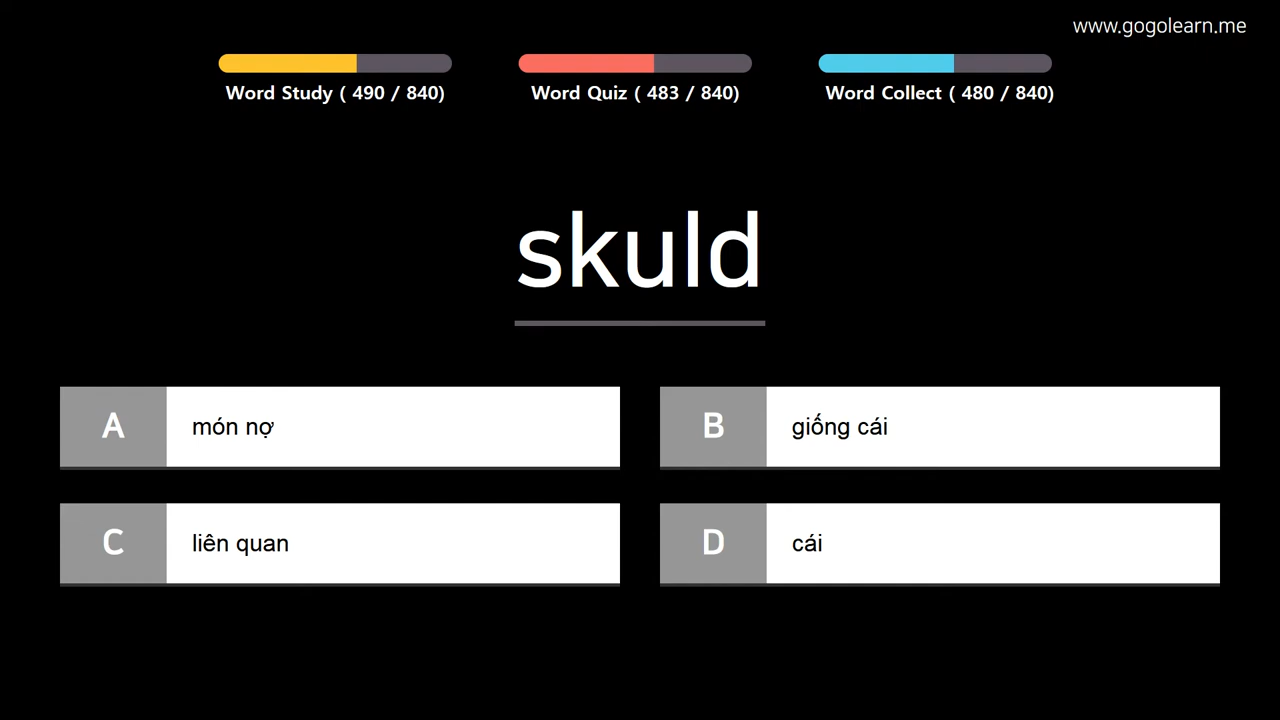 www.gogolearn.me
Word Study ( 490 / 840)
Word Quiz ( 483 / 840)
Word Collect ( 480 / 840)
skuld
A
món nợ
B
giống cái
C
liên quan
D
cái